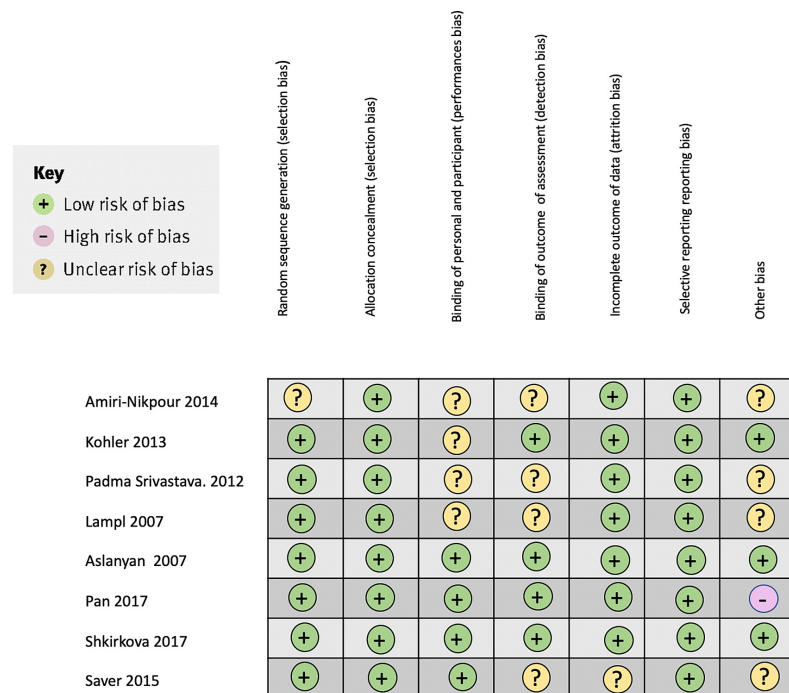 Random sequence generation (selection bias)
Allocation concealment (selection bias)
Binding of personal and participant (performances bias)
Binding of outcome of assessment (detection bias)
Incomplete outcome of data (attrition bias)
Selective reporting reporting bias)
Other bias
Key
+ Low risk of bias
- High risk of bias
? Unclear risk of bias
Amiri-Nikpour 2014 ? + ? ? + + ?
Kohler 2013 + + ? + + + +
Padma Srivastava. 2012 + + ? ? + + ?
Lampl 2007 + + ? ? + + ?
Aslanyan 2007 + + + + + + +
Pan 2017 + + + + + + -
Shkirkova 2017 + + + + + + +
Saver 2015 + + + ? ? + ?